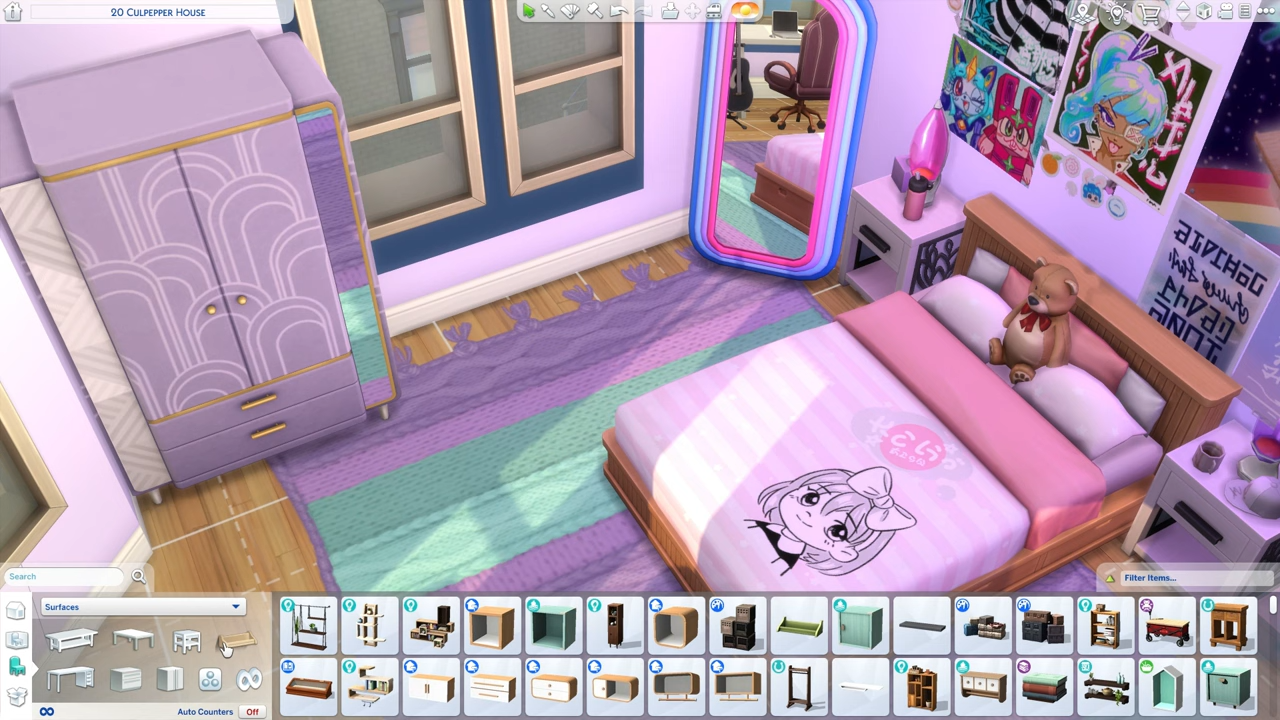 20 CULPEPPER HOUSE
Search
Filter Items...
Surfaces
Auto Counters
Off